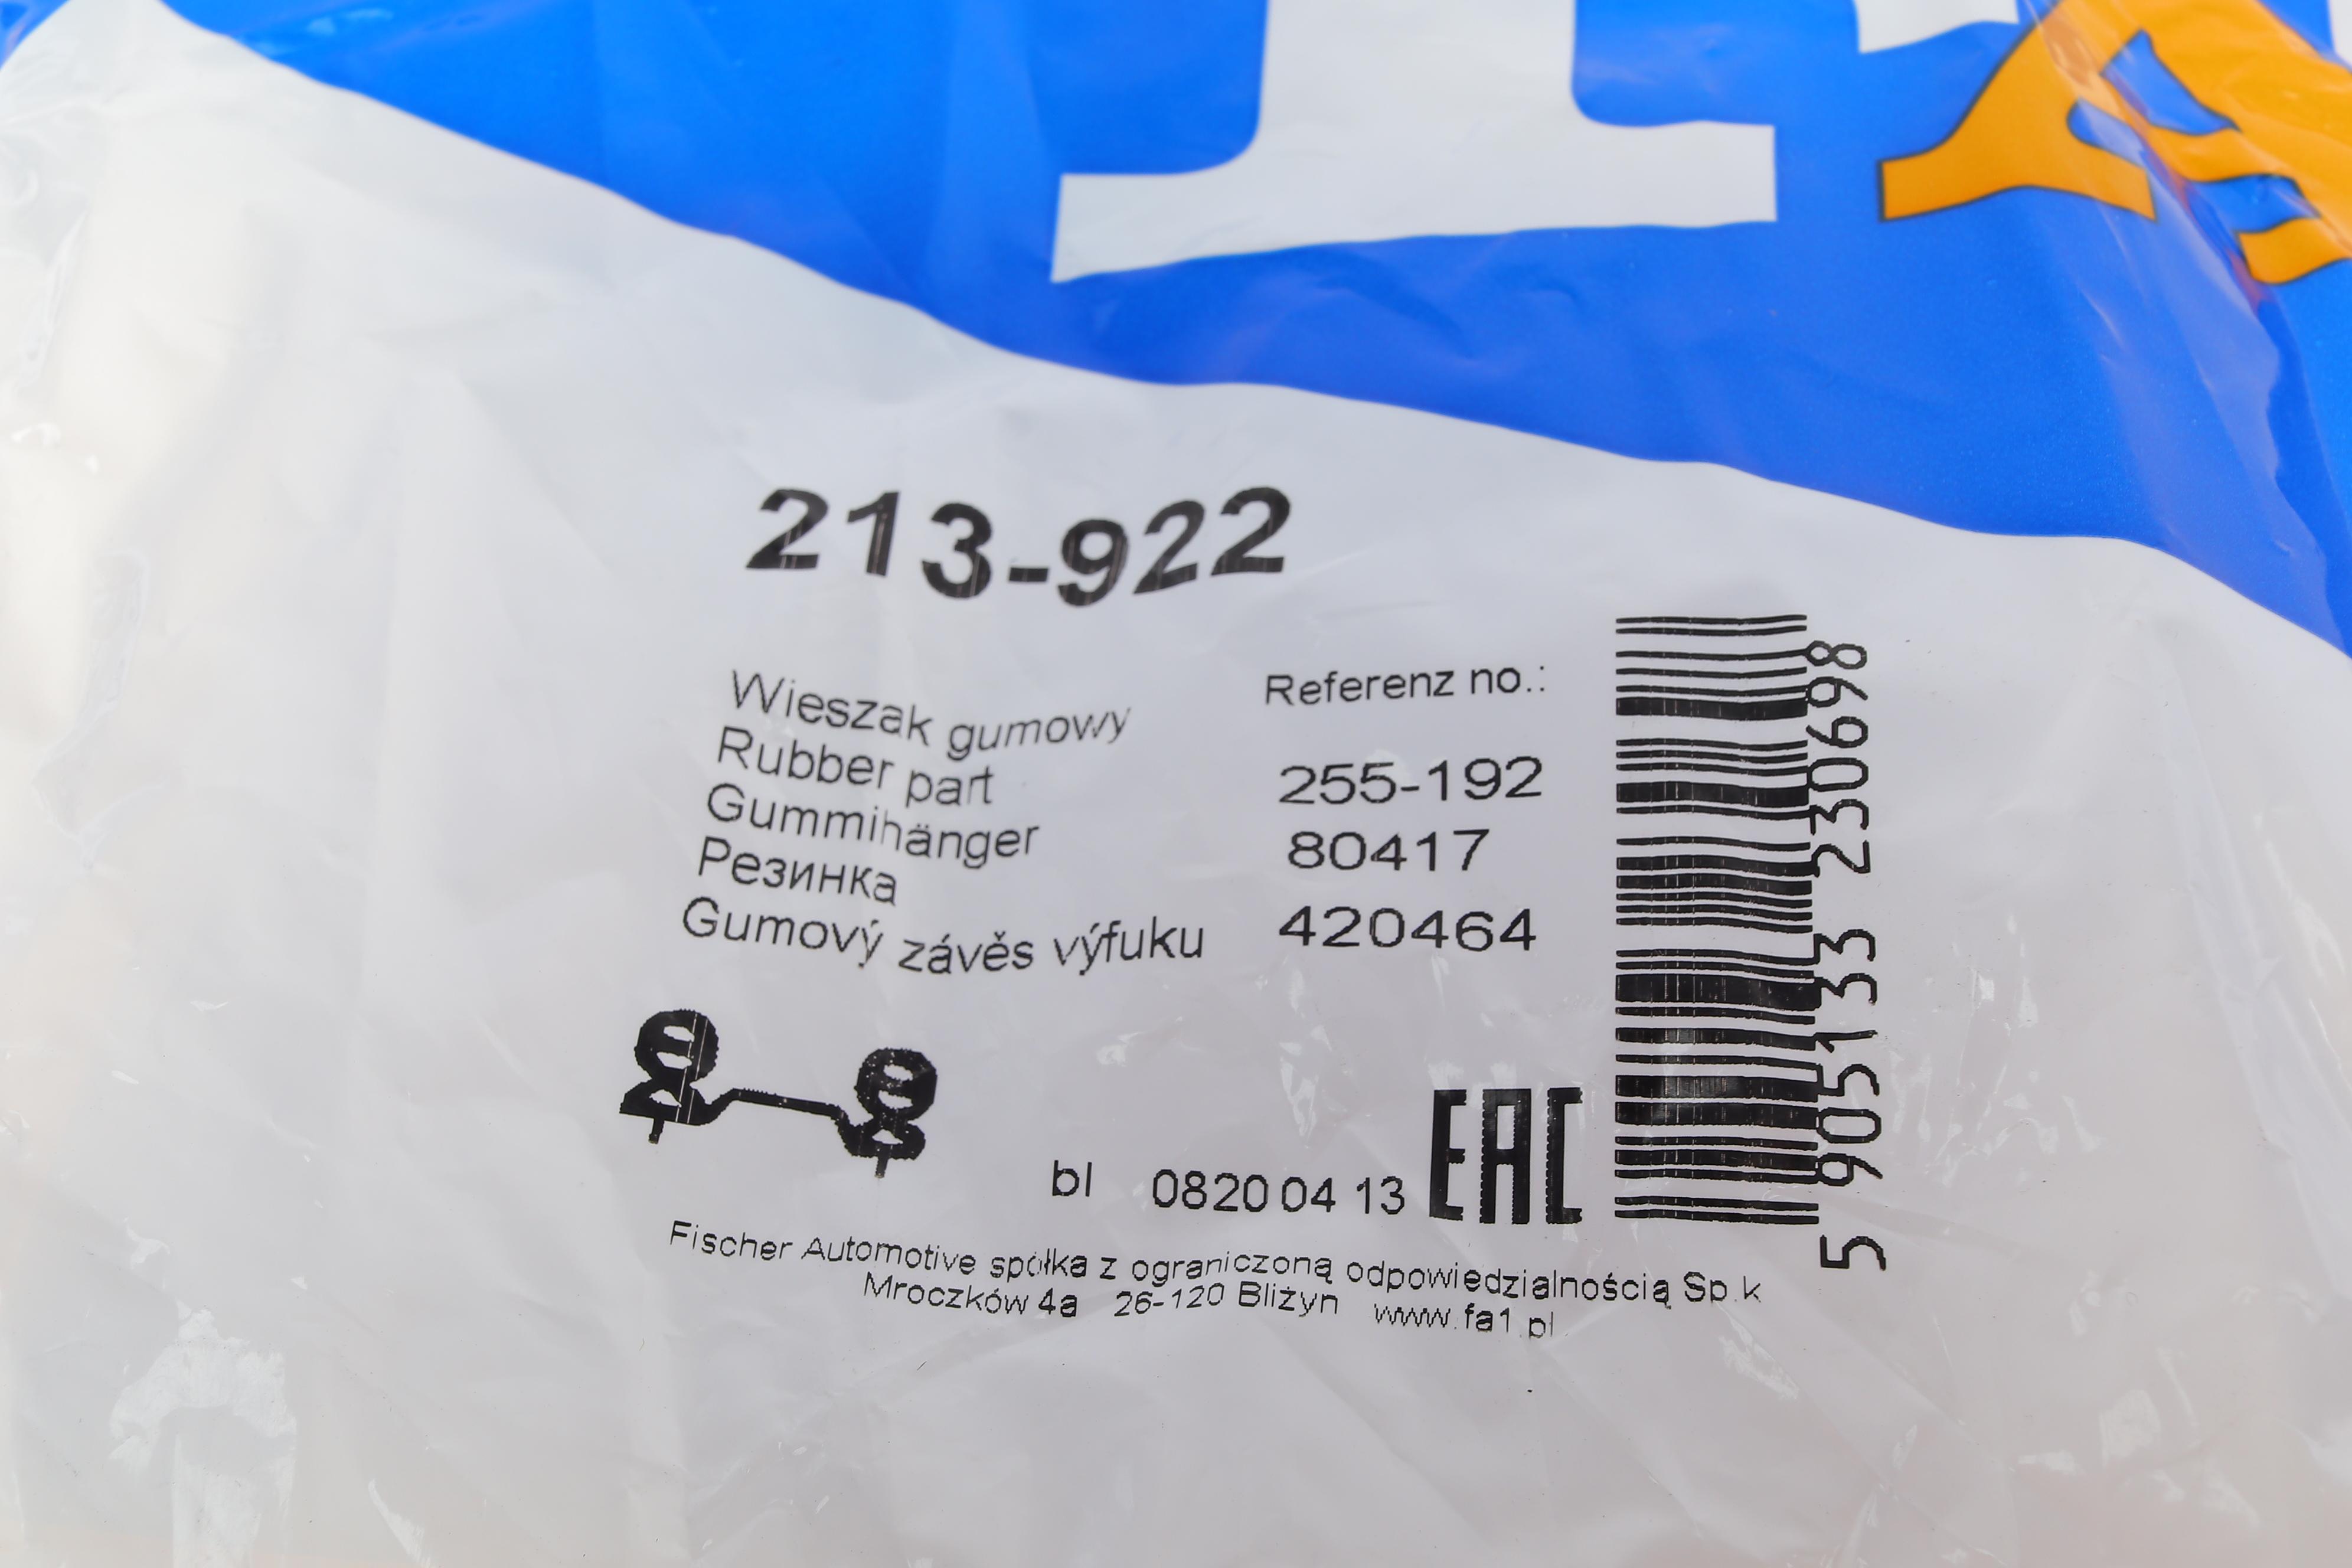 213-922
Wieszak gumowy
Rubber part
Gummihänger
Резинка
Gumový závěs výfuku
Referenz no.:
255-192
80417
420464
5 905133 230698
bl 0820 04 13
EAC
Fischer Automotive spółka z ograniczoną odpowiedzialnością Sp.k
Mroczków 4a 26-120 Bliżyn www.fa1.pl